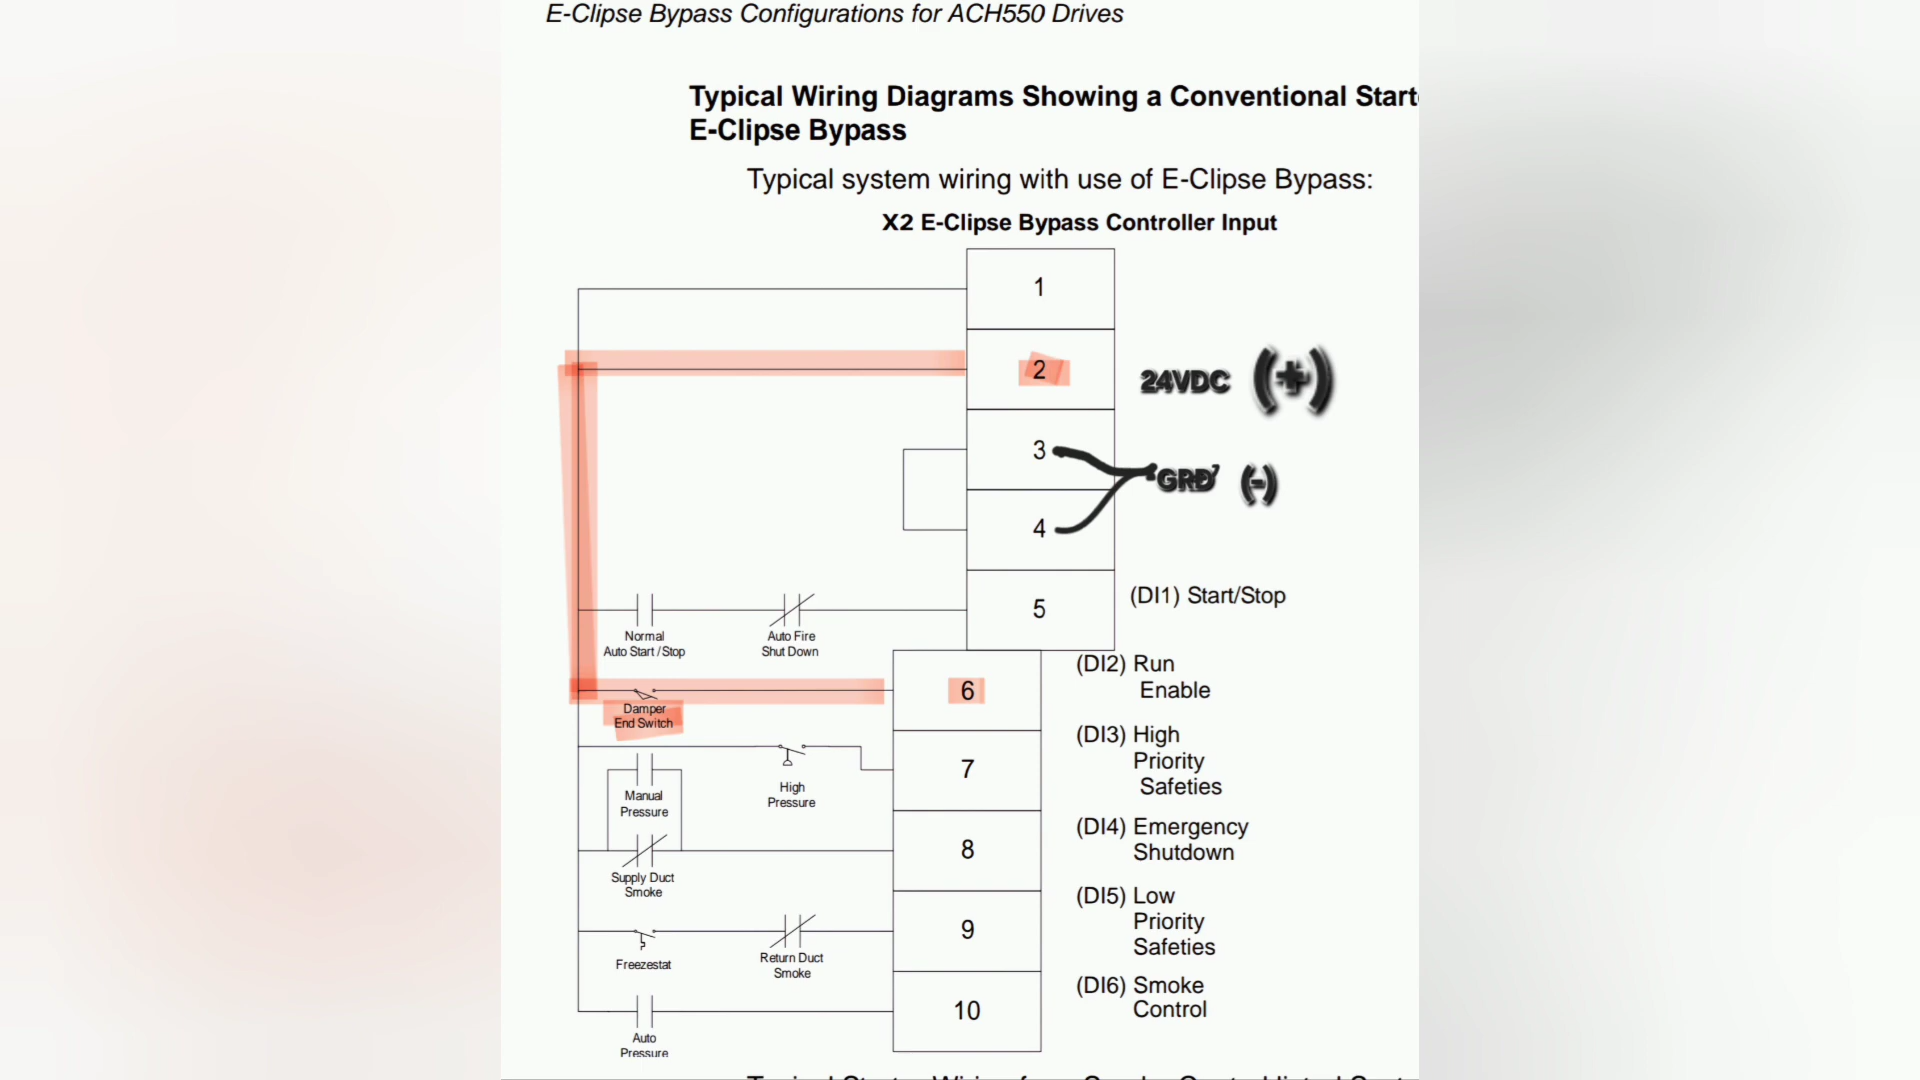 E-Clipse Bypass Configurations for ACH550 Drives
Typical Wiring Diagrams Showing a Conventional
E-Clipse Bypass
Typical system wiring with use of E-Clipse Bypass:
X2 E-Clipse Bypass Controller Input
1
2
24VDC (+)
3
GRD (-)
4
5
(DI1) Start/Stop
Normal
Auto Start / Stop
Auto Fire
Shut Down
6
(DI2) Run
Enable
Damper
End Switch
7
(DI3) High
Priority
Safeties
High
Pressure
Manual
Pressure
8
(DI4) Emergency
Shutdown
Supply Duct
Smoke
9
(DI5) Low
Priority
Safeties
Freezestat
Return Duct
Smoke
10
(DI6) Smoke
Control
Auto
Pressure